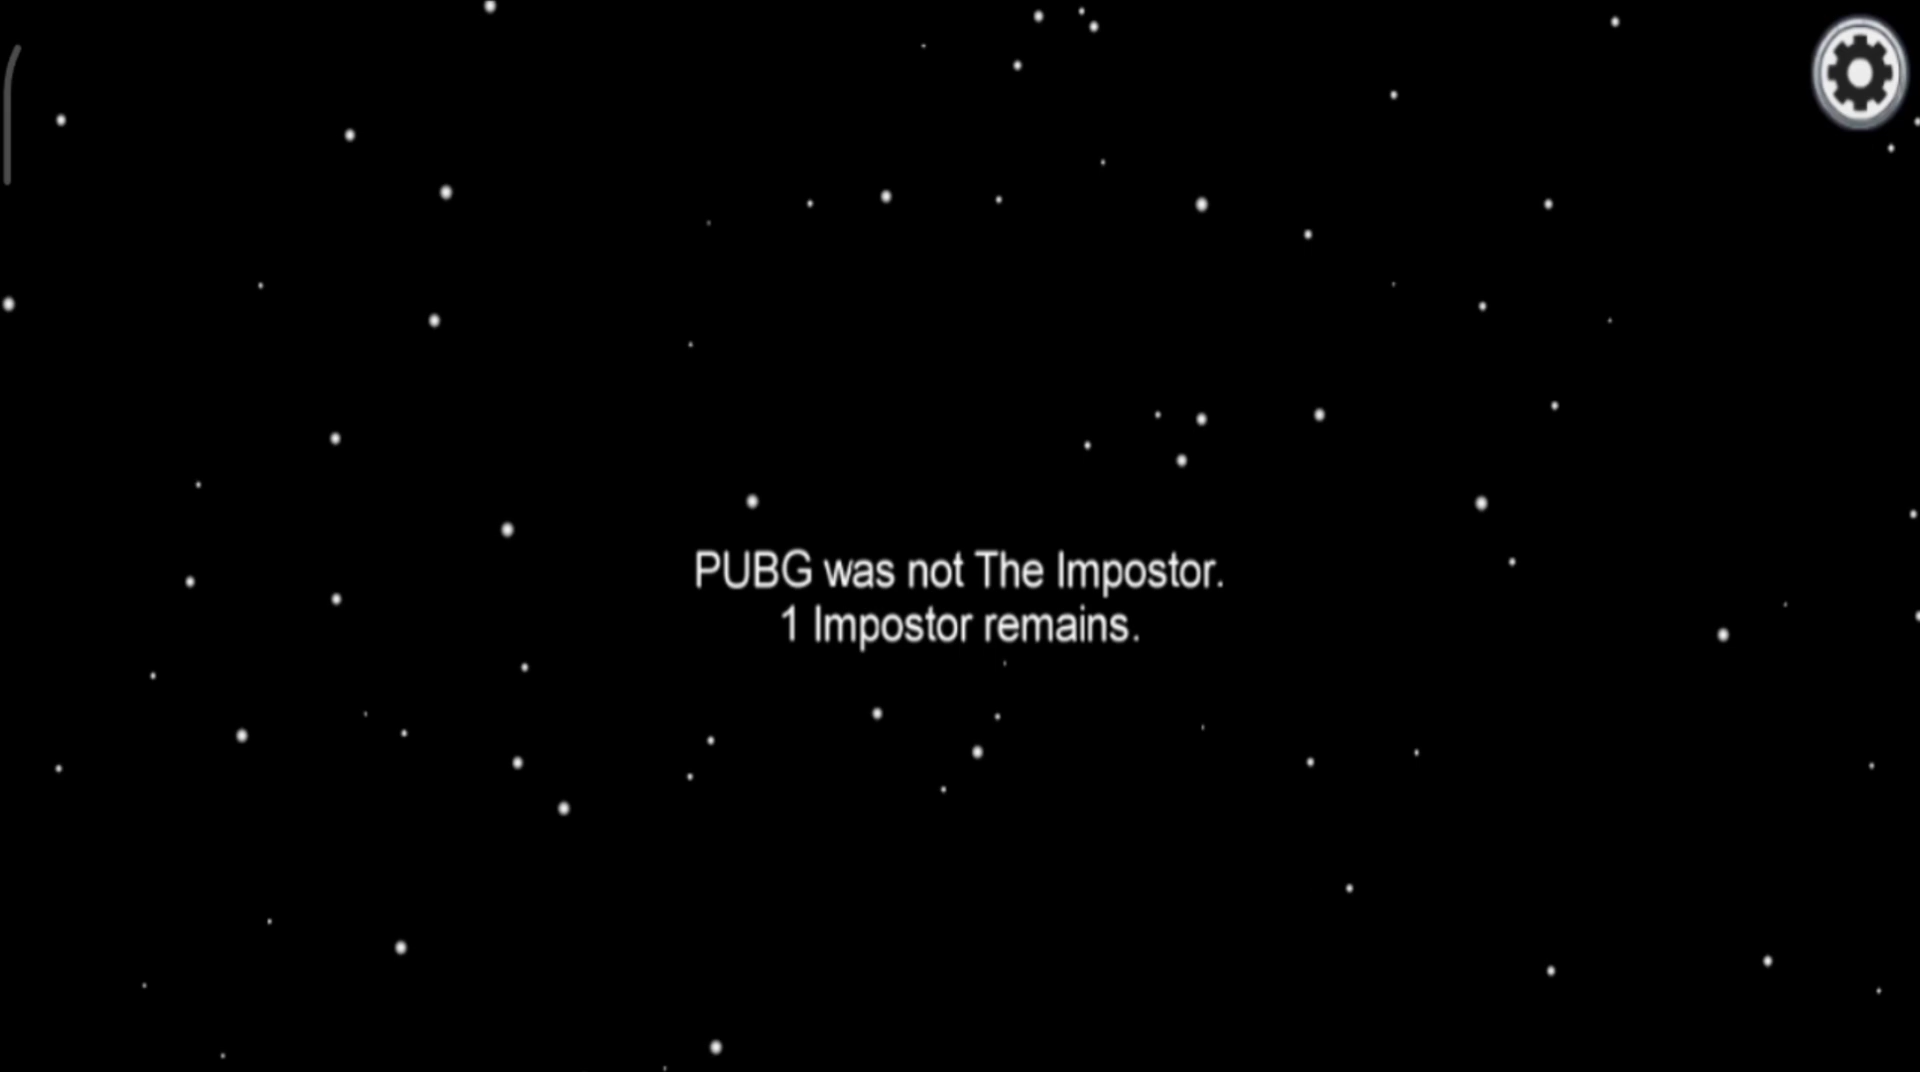 PUBG was not The Impostor.
1 Impostor remains.